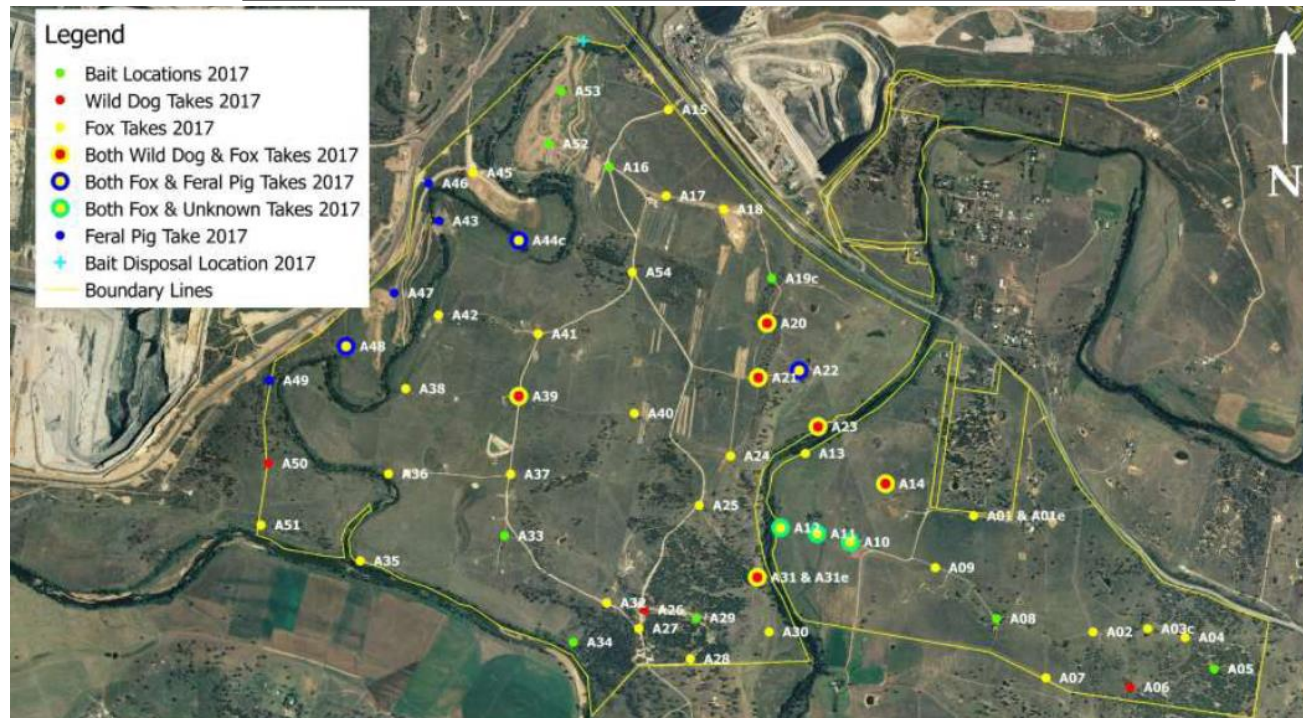 Legend
Bait Locations 2017
Wild Dog Takes 2017
Fox Takes 2017
Both Wild Dog & Fox Takes 2017
Both Fox & Feral Pig Takes 2017
Both Fox & Unknown Takes 2017
Feral Pig Take 2017
Bait Disposal Location 2017
Boundary Lines
N
A53
A15
A52
A16
A45
A46
A17
A18
A43
A44c
A54
A19c
A47
A42
A20
A41
A48
A22
A21
A49
A38
A39
A40
A23
A13
A24
A50
A36
A37
A14
A25
A01 & A01e
A51
A12
A11
A10
A33
A35
A09
A31 & A31e
A32
A26
A29
A08
A27
A30
A02
A03c
A04
A34
A28
A05
A07
A06